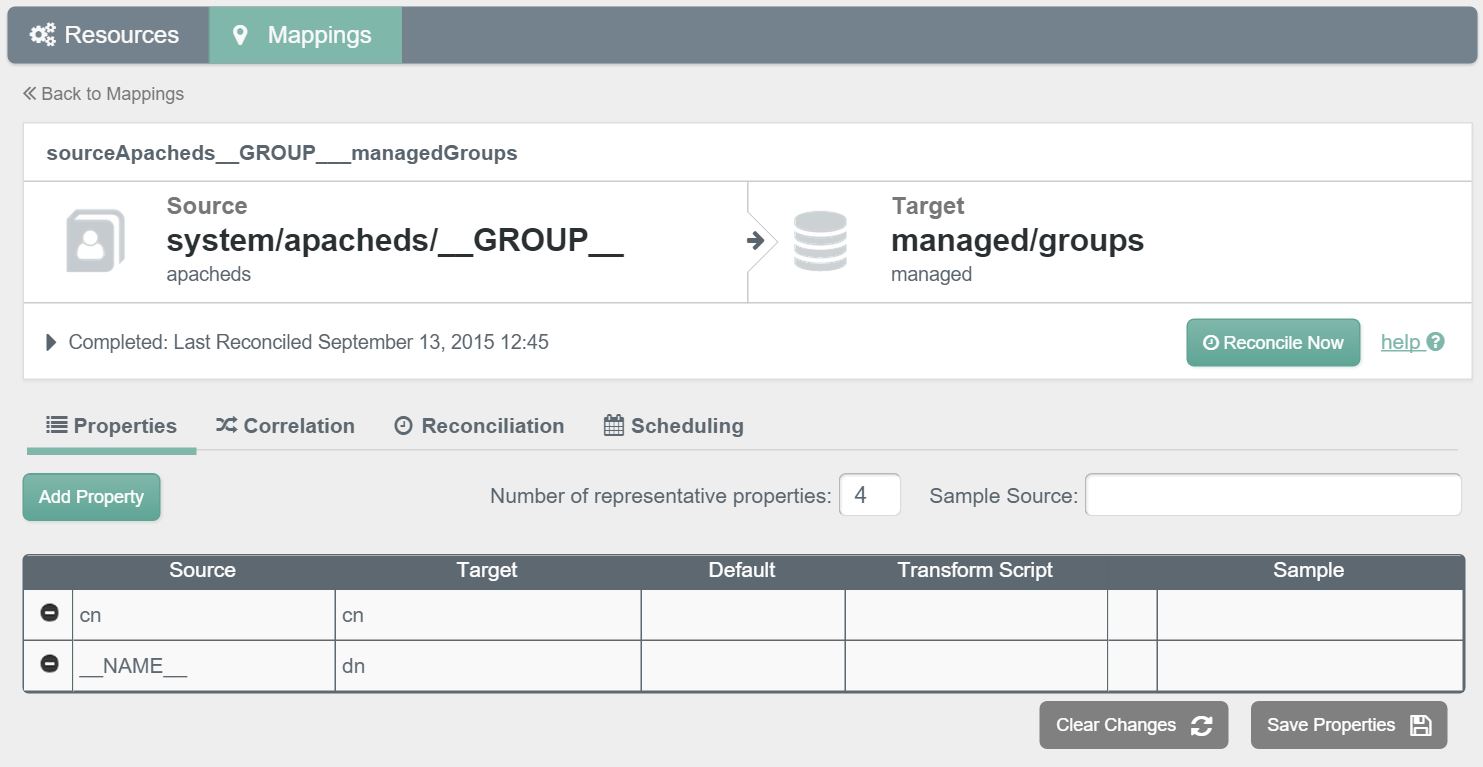 Resources Mappings
Back to Mappings
sourceApacheds__GROUP___managedGroups
Source
system/apacheds/__GROUP__
apacheds
Target
managed/groups
managed
Completed: Last Reconciled September 13, 2015 12:45
Reconcile Now help
Properties Correlation Reconciliation Scheduling
Add Property Number of representative properties: 4 Sample Source:
Source Target Default Transform Script Sample
cn cn
__NAME__ dn
Clear Changes Save Properties